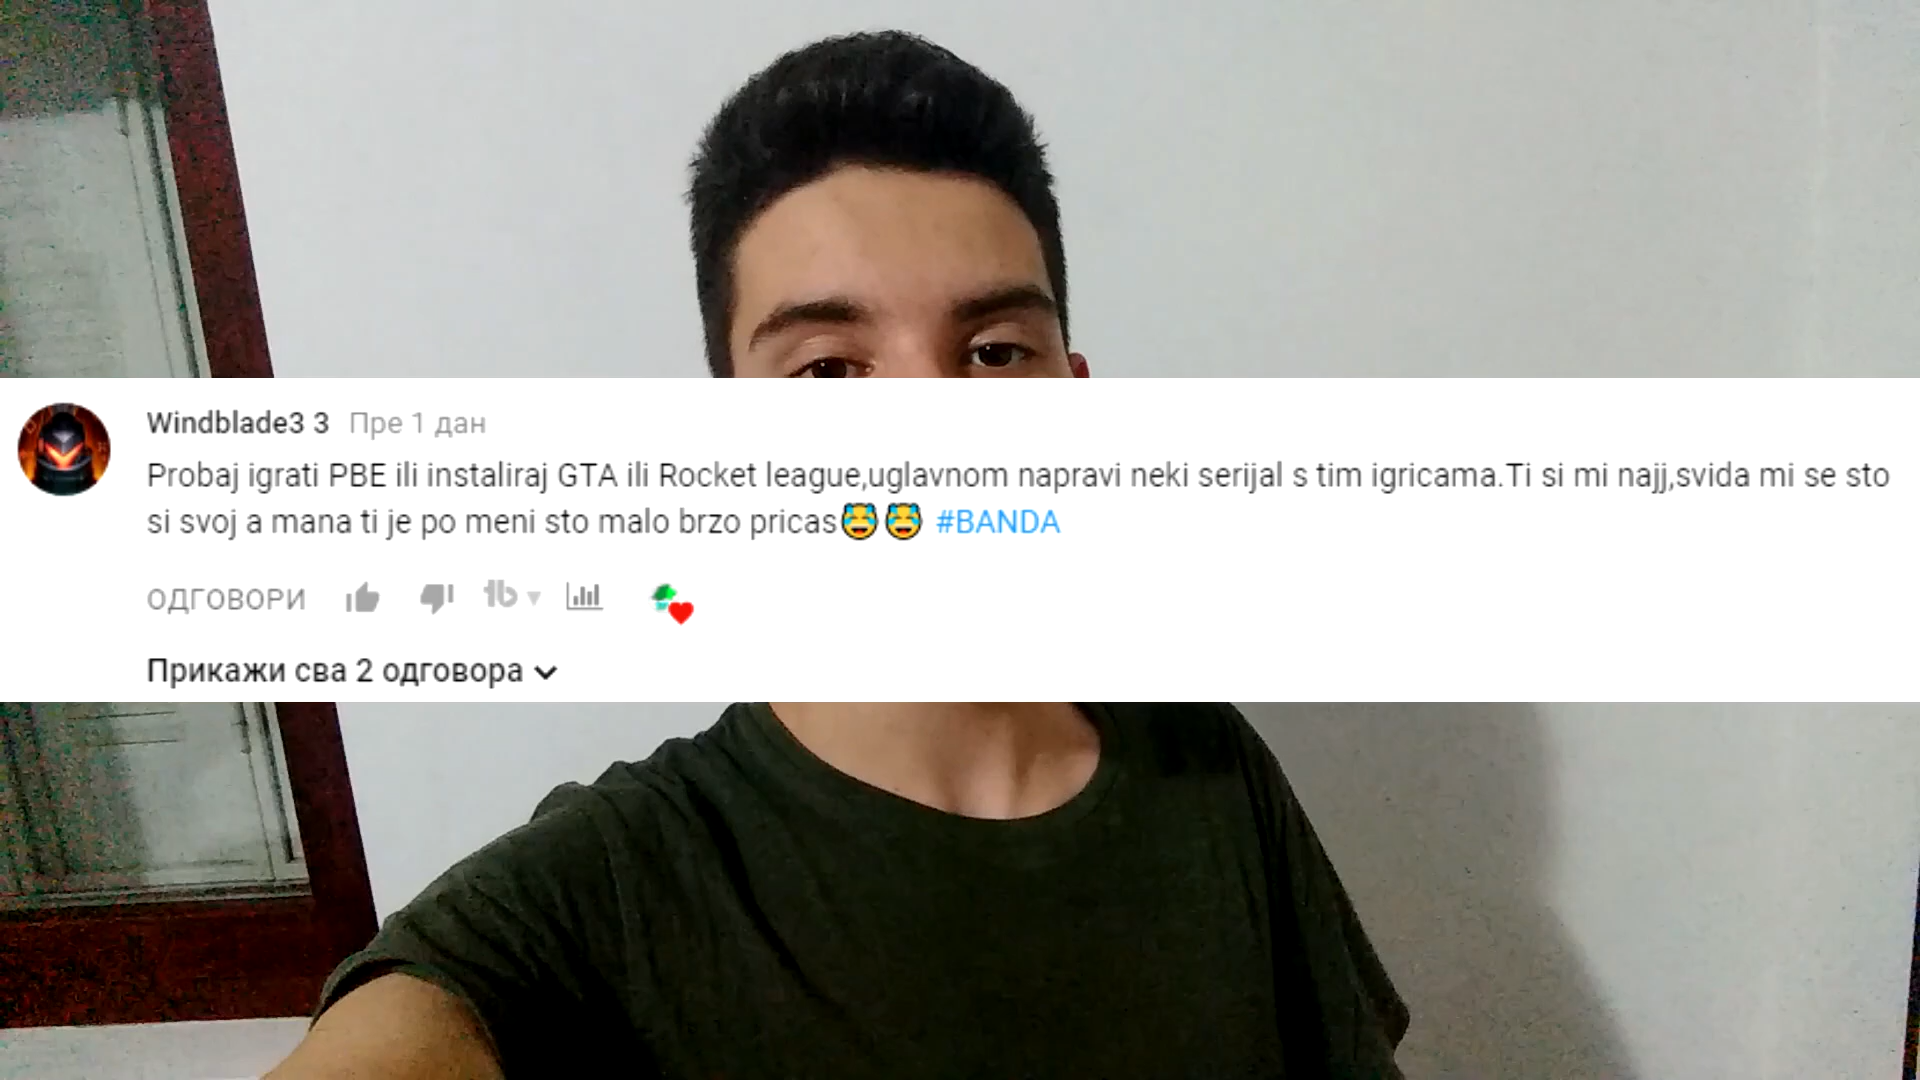 Windblade3 3 Пре 1 дан
Probaj igrati PBE ili instaliraj GTA ili Rocket league,uglavnom napravi neki serijal s tim igricama.Ti si mi najj,svida mi se sto
si svoj a mana ti je po meni sto malo brzo pricas😹😹 #BANDA
ОДГОВОРИ
Прикажи сва 2 одговора